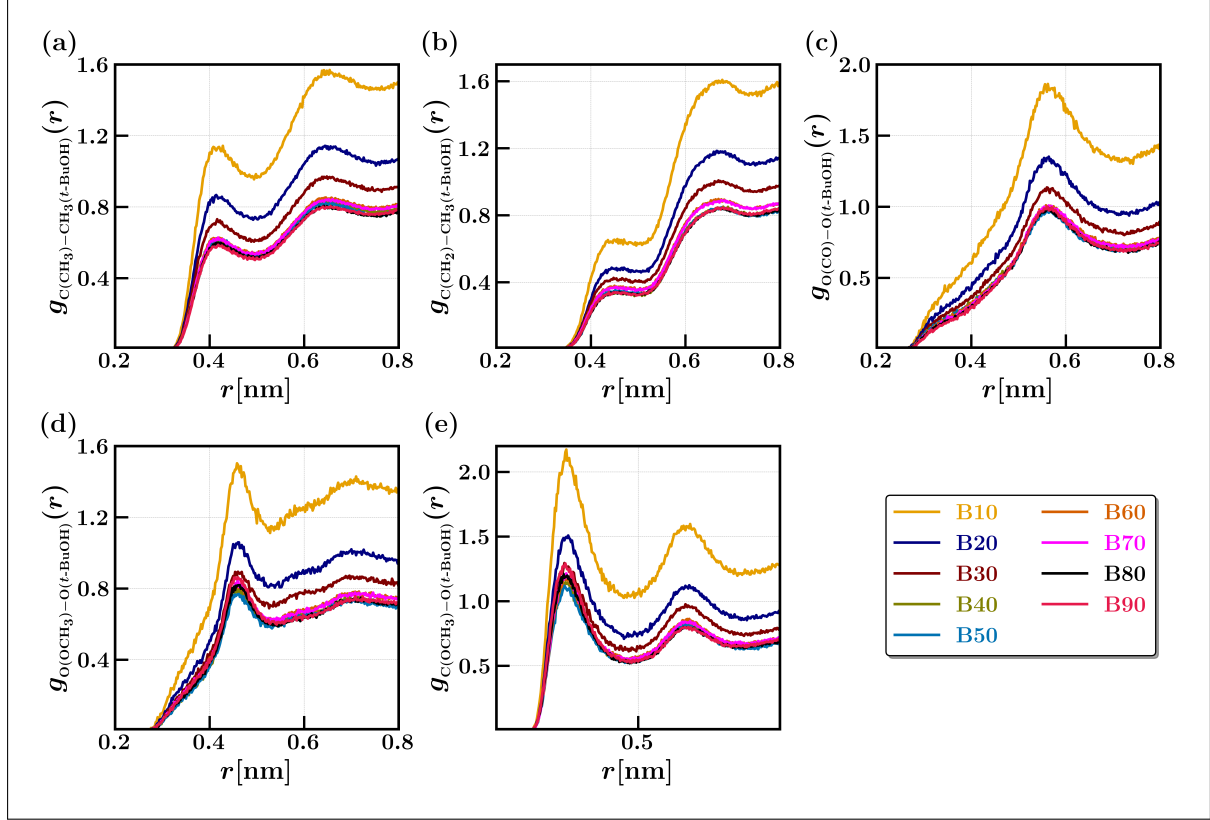 (a)
(b)
(c)
1.6
1.2
0.8
0.4
0.2
0.4
0.6
0.8
r[nm]
g_C(CH₃)−CH₃(t-BuOH)(r)
1.6
1.2
0.8
0.4
0.2
0.4
0.6
0.8
r[nm]
g_C(CH₂)−CH₃(t-BuOH)(r)
2.0
1.5
1.0
0.5
0.2
0.4
0.6
0.8
r[nm]
g_O(CO)−O(t-BuOH)(r)
(d)
(e)
1.6
1.2
0.8
0.4
0.2
0.4
0.6
0.8
r[nm]
g_O(OCH₃)−O(t-BuOH)(r)
2.0
1.5
1.0
0.5
0.5
r[nm]
g_C(OCH₃)−O(t-BuOH)(r)
B10
B20
B30
B40
B50
B60
B70
B80
B90